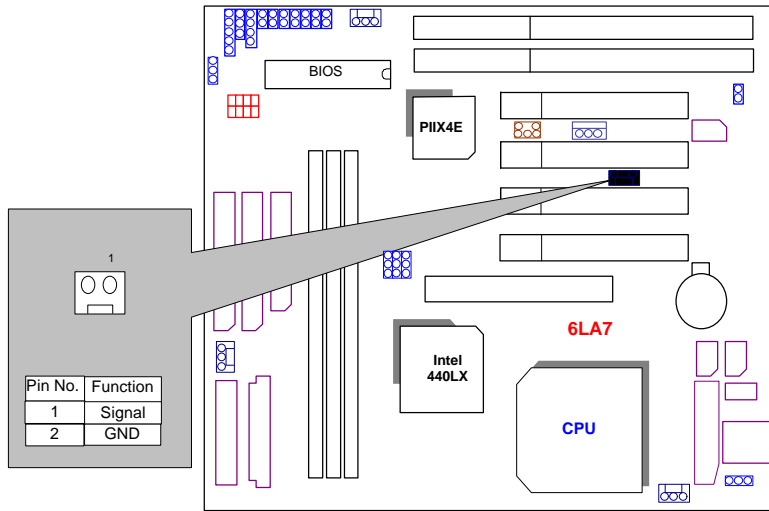 BIOS
PIIX4E
1
6LA7
Intel
440LX
Pin No. Function
1 Signal
2 GND
CPU